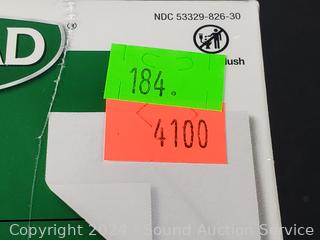 NDC 53329-826-30
AD®
lush
184.
4100
Copyright 2024 - Sound Auction Service